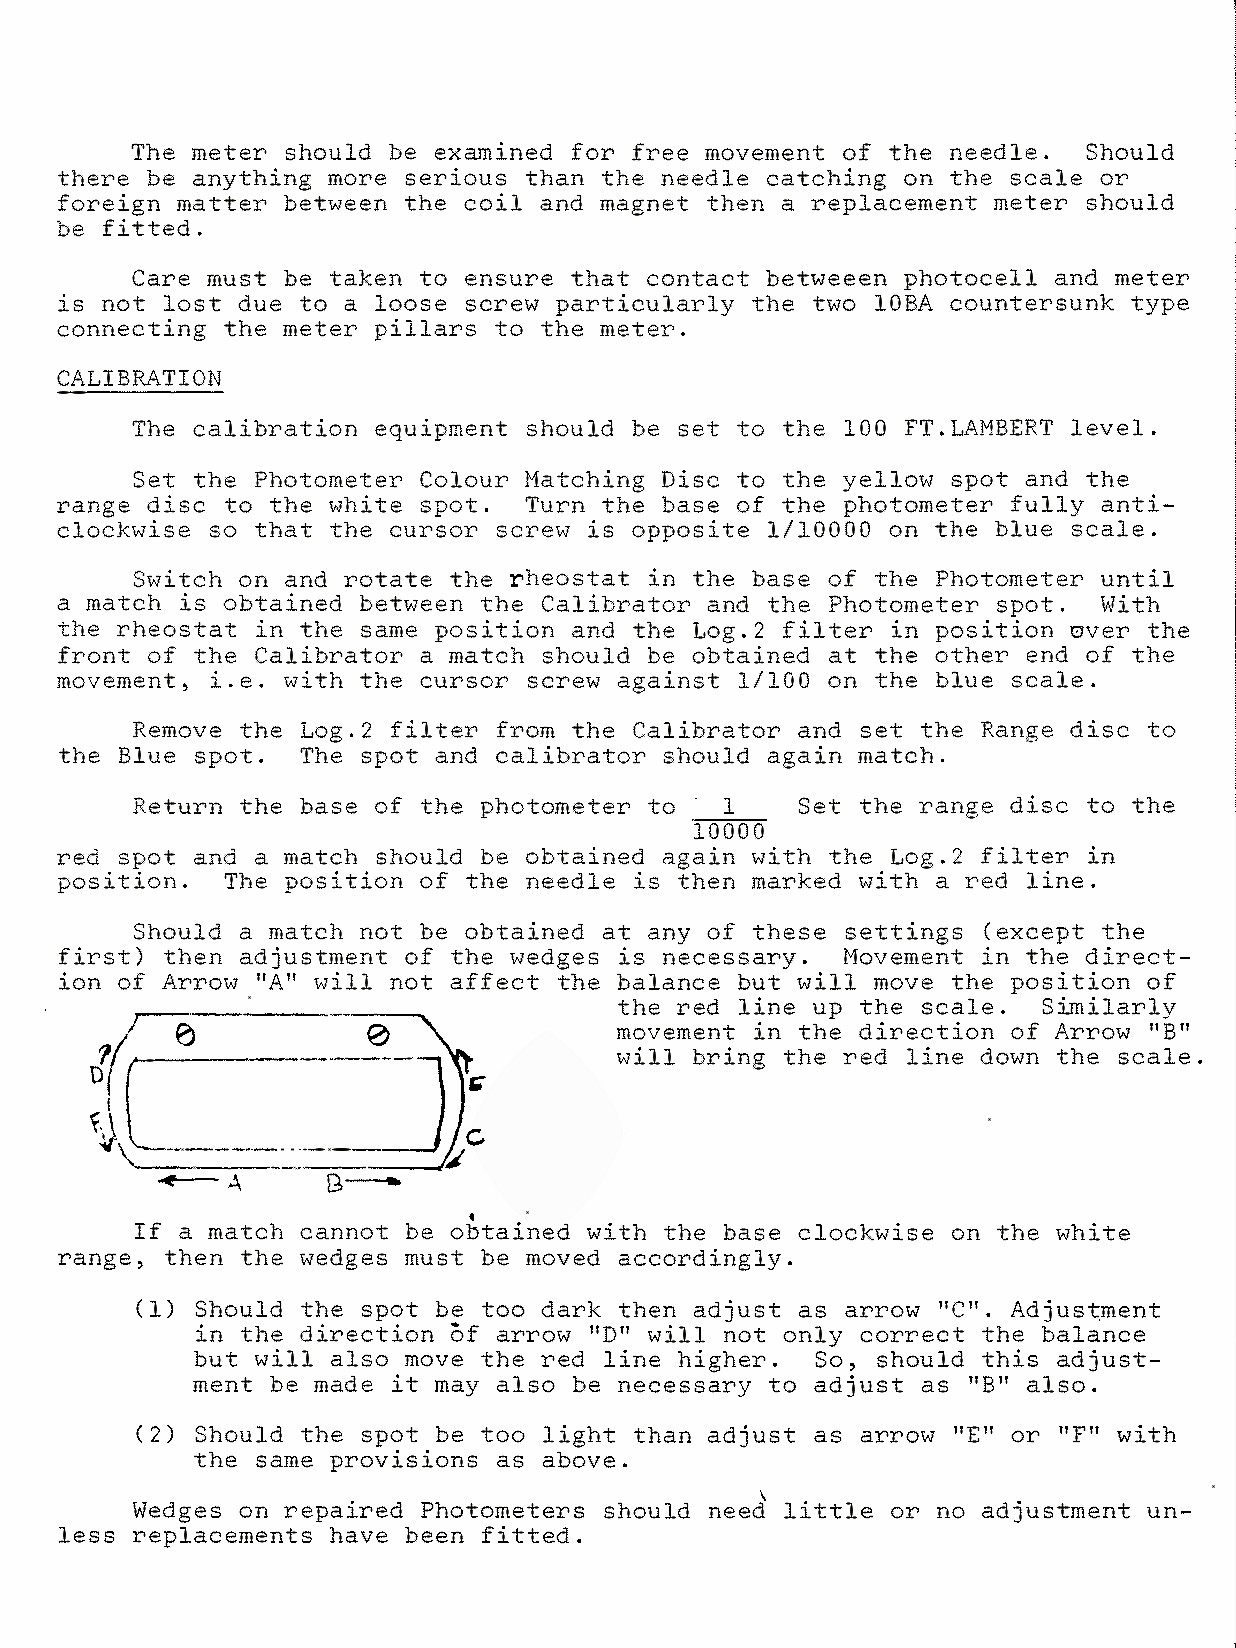 The meter should be examined for free movement of the needle. Should
there be anything more serious than the needle catching on the scale or
foreign matter between the coil and magnet then a replacement meter should
be fitted.
Care must be taken to ensure that contact betweeen photocell and meter
is not lost due to a loose screw particularly the two 10BA countersunk type
connecting the meter pillars to the meter.
CALIBRATION
The calibration equipment should be set to the 100 FT.LAMBERT level.
Set the Photometer Colour Matching Disc to the yellow spot and the
range disc to the white spot. Turn the base of the photometer fully anti-
clockwise so that the cursor screw is opposite 1/10000 on the blue scale.
Switch on and rotate the rheostat in the base of the Photometer until
a match is obtained between the Calibrator and the Photometer spot. With
the rheostat in the same position and the Log.2 filter in position over the
front of the Calibrator a match should be obtained at the other end of the
movement, i.e. with the cursor screw against 1/100 on the blue scale.
Remove the Log.2 filter from the Calibrator and set the Range disc to
the Blue spot. The spot and calibrator should again match.
Return the base of the photometer to 1 Set the range disc to the
10000
red spot and a match should be obtained again with the Log.2 filter in
position. The position of the needle is then marked with a red line.
Should a match not be obtained at any of these settings (except the
first) then adjustment of the wedges is necessary. Movement in the direct-
ion of Arrow "A" will not affect the balance but will move the position of
the red line up the scale. Similarly
movement in the direction of Arrow "B"
will bring the red line down the scale.
D
E
F
C
A B
If a match cannot be obtained with the base clockwise on the white
range, then the wedges must be moved accordingly.
(1) Should the spot be too dark then adjust as arrow "C". Adjustment
in the direction of arrow "D" will not only correct the balance
but will also move the red line higher. So, should this adjust-
ment be made it may also be necessary to adjust as "B" also.
(2) Should the spot be too light than adjust as arrow "E" or "F" with
the same provisions as above.
Wedges on repaired Photometers should need little or no adjustment un-
less replacements have been fitted.